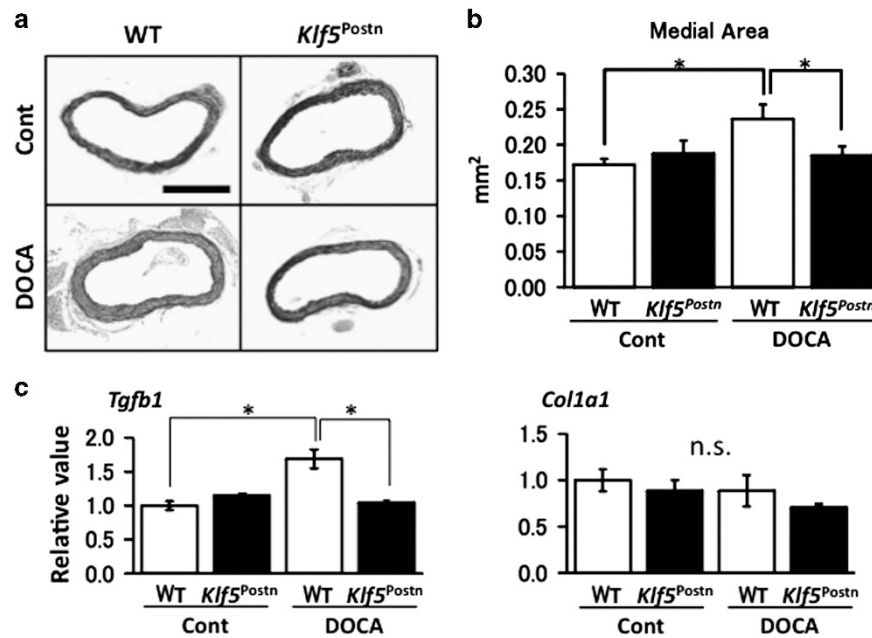 a
WT Klf5Postn
Cont
DOCA
b
Medial Area
* *
mm2
0.30
0.25
0.20
0.15
0.10
0.05
0.00
WT Klf5Postn WT Klf5Postn
Cont DOCA
c
Tgfb1
* *
Relative value
2.0
1.5
1.0
0.5
0.0
WT Klf5Postn WT Klf5Postn
Cont DOCA
Col1a1
n.s.
1.5
1.0
0.5
0.0
WT Klf5Postn WT Klf5Postn
Cont DOCA